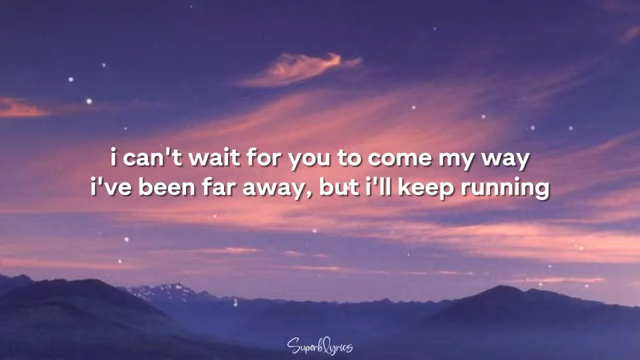 i can't wait for you to come my way
i've been far away, but i'll keep running
Superblyrics